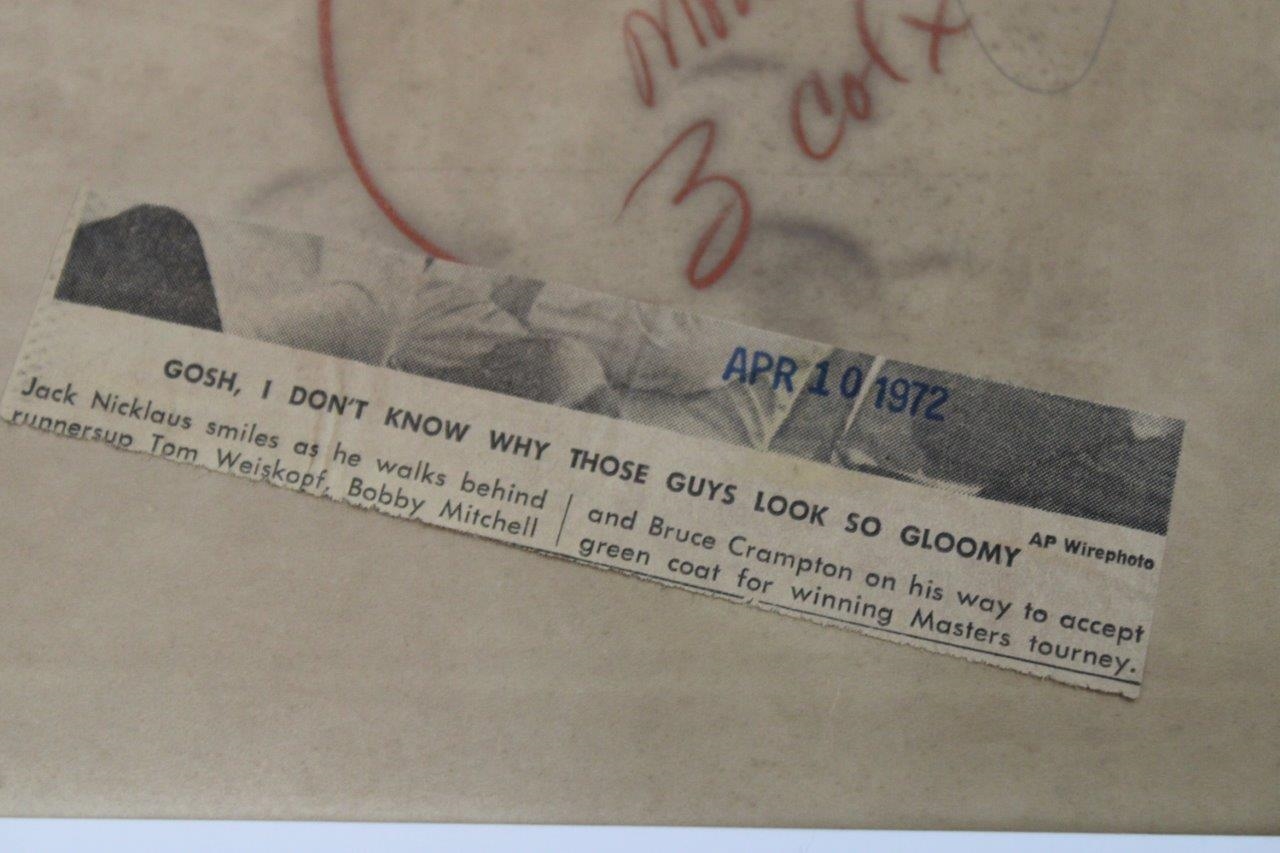 3 Col x
APR 10 1972
GOSH, I DON'T KNOW WHY THOSE GUYS LOOK SO GLOOMY
AP Wirephoto
Jack Nicklaus smiles as he walks behind
runnersup Tom Weiskopf, Bobby Mitchell
and Bruce Crampton on his way to accept
green coat for winning Masters tourney.